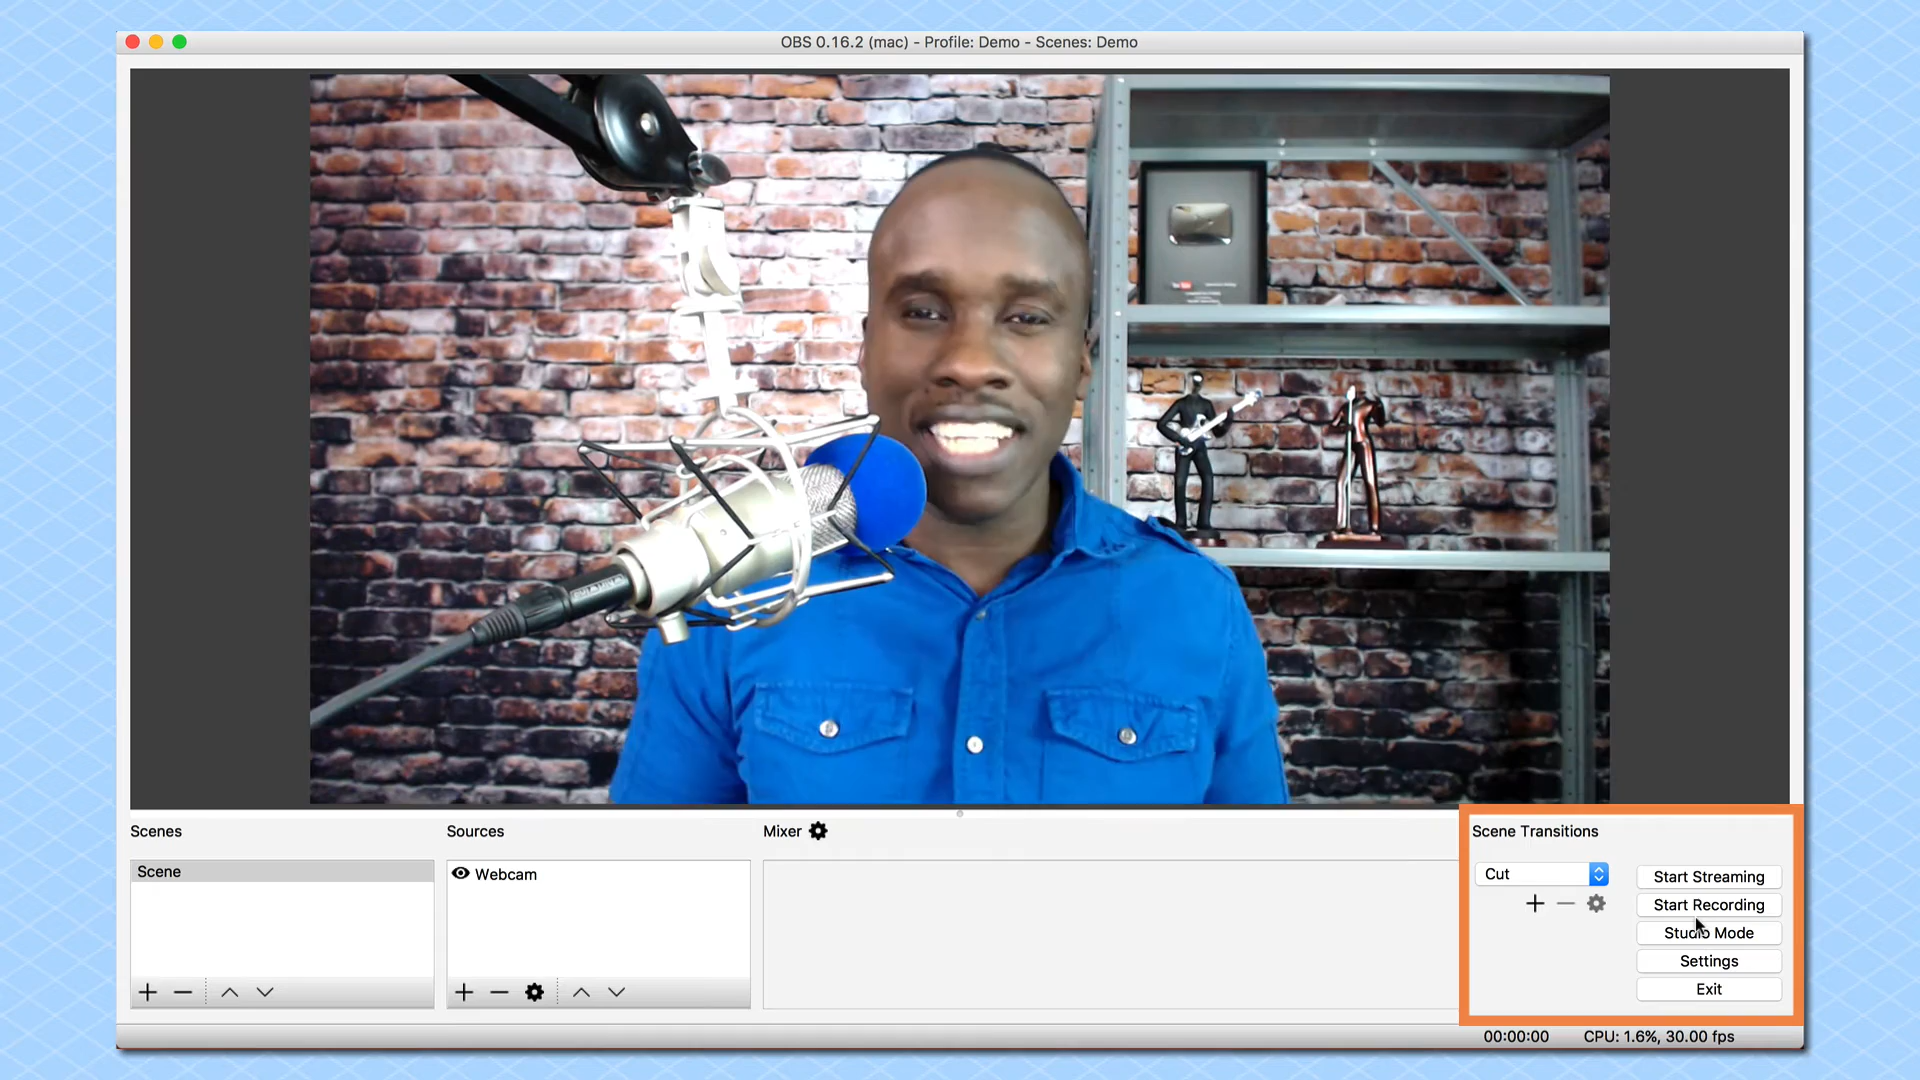 OBS 0.16.2 (mac) - Profile: Demo - Scenes: Demo
Scenes
Sources
Mixer
Scene Transitions
Scene
Webcam
Cut
Start Streaming
Start Recording
Studio Mode
Settings
Exit
00:00:00
CPU: 1.6%, 30.00 fps